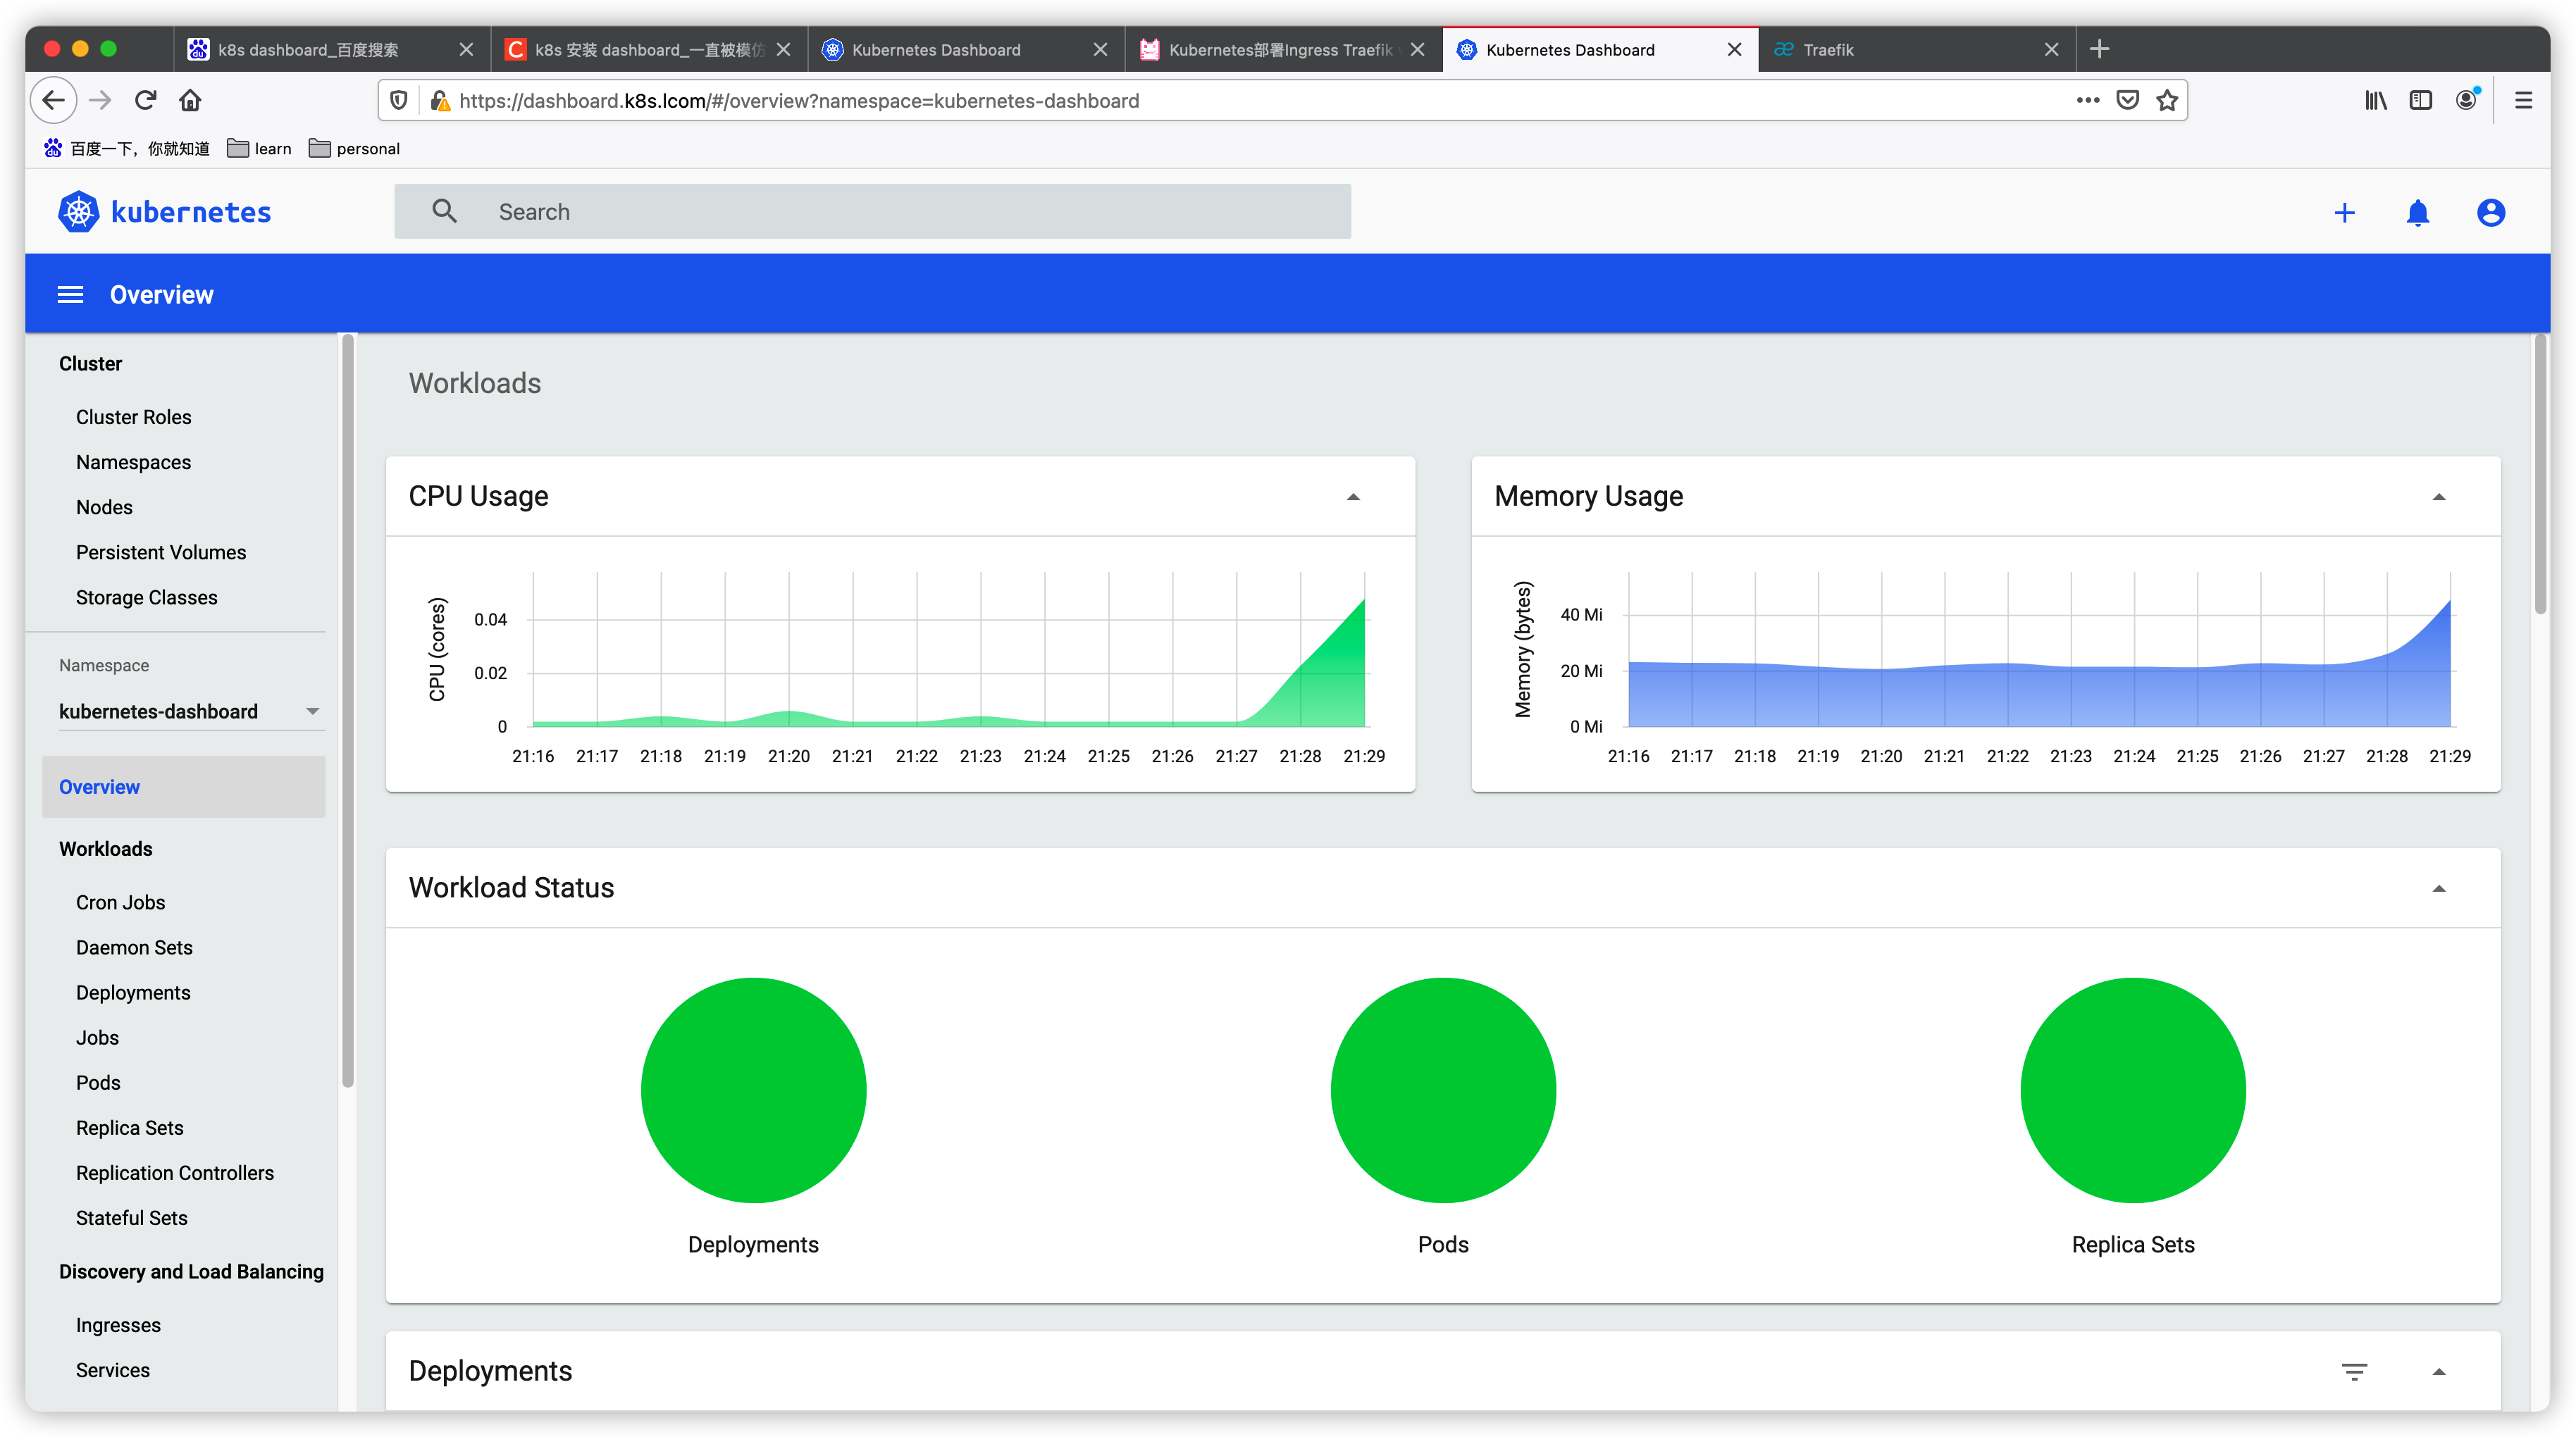 k8s dashboard_百度搜索
k8s 安装 dashboard_一直被模仿
Kubernetes Dashboard
Kubernetes部署Ingress Traefik
Kubernetes Dashboard
Traefik
https://dashboard.k8s.lcom/#/overview?namespace=kubernetes-dashboard
百度一下，你就知道
learn
personal
kubernetes
Search
Overview
Cluster
Cluster Roles
Namespaces
Nodes
Persistent Volumes
Storage Classes
Namespace
kubernetes-dashboard
Overview
Workloads
Cron Jobs
Daemon Sets
Deployments
Jobs
Pods
Replica Sets
Replication Controllers
Stateful Sets
Discovery and Load Balancing
Ingresses
Services
Workloads
CPU Usage
CPU (cores)
0.04
0.02
0
21:16 21:17 21:18 21:19 21:20 21:21 21:22 21:23 21:24 21:25 21:26 21:27 21:28 21:29
Memory Usage
Memory (bytes)
40 Mi
20 Mi
0 Mi
21:16 21:17 21:18 21:19 21:20 21:21 21:22 21:23 21:24 21:25 21:26 21:27 21:28 21:29
Workload Status
Deployments
Pods
Replica Sets
Deployments